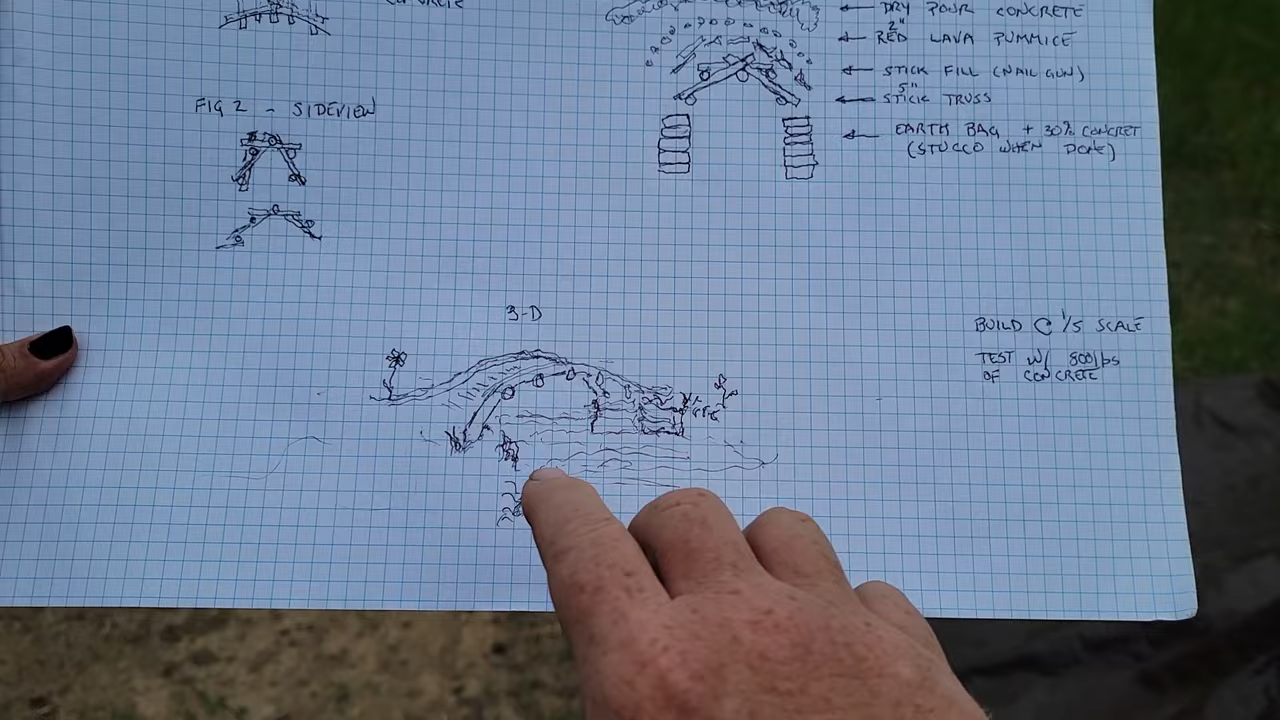 DRY POUR CONCRETE
2"
RED LAVA PUMMICE
STICK FILL (NAIL GUN)
5"
STICK TRUSS
EARTH BAG + 30% CONCRET
(STUCCO WHEN DONE)
FIG 2 - SIDEVIEW
3-D
BUILD @ 1/5 SCALE
TEST W/ 800lbs
OF CONCRETE